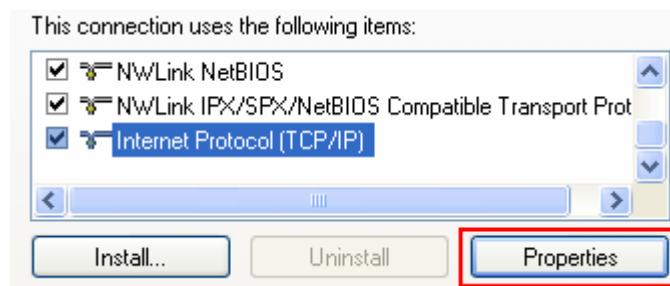 This connection uses the following items:
NWLink NetBIOS
NWLink IPX/SPX/NetBIOS Compatible Transport Prot
Internet Protocol (TCP/IP)
Install...
Uninstall
Properties